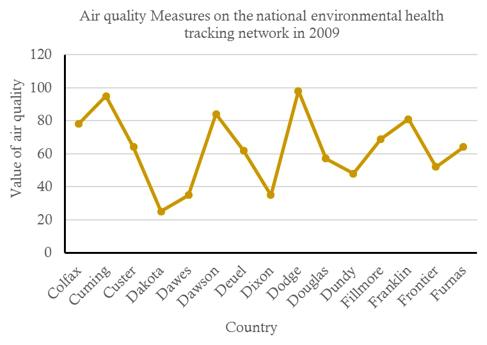 Air quality Measures on the national environmental health
tracking network in 2009
Value of air quality
120
100
80
60
40
20
0
Colfax
Cuming
Custer
Dakota
Dawes
Dawson
Deuel
Dixon
Dodge
Douglas
Dundy
Fillmore
Franklin
Frontier
Furnas
Country